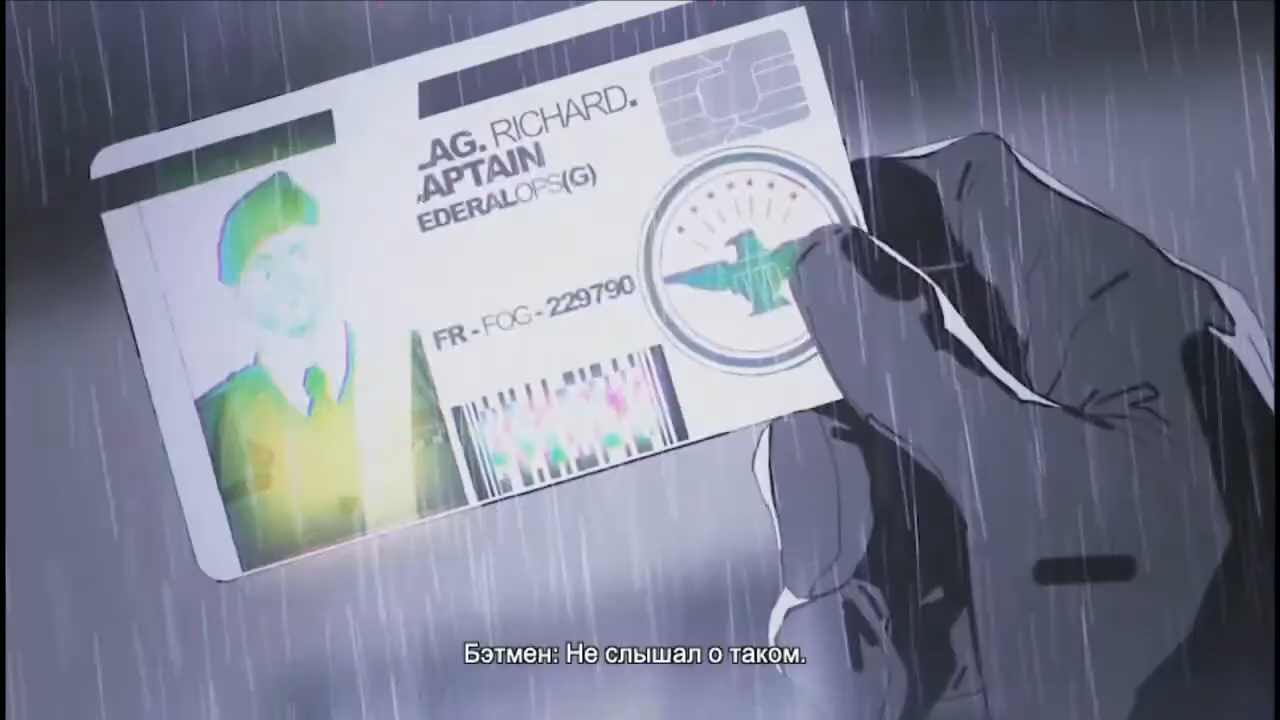 .AG. RICHARD.
.APTAIN
EDERALOPS(G)
FR - FOG - 229790
Бэтмен: Не слышал о таком.